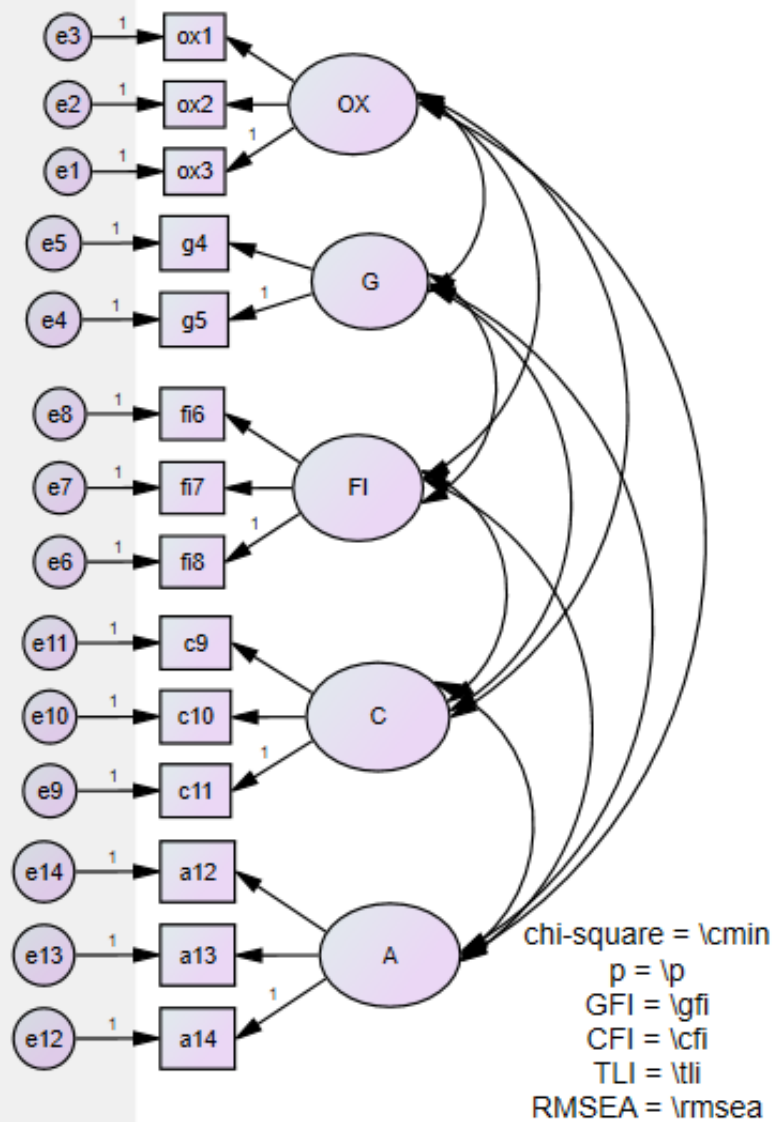 e3 1 ox1
OX
e2 1 ox2
1
e1 1 ox3
e5 1 g4
G
1
e4 1 g5
e8 1 fi6
e7 1 fi7 FI
1
e6 1 fi8
e11 1 c9
e10 1 c10 C
1
e9 1 c11
e14 1 a12
e13 1 a13 A
1
e12 1 a14
chi-square = \cmin
p = \p
GFI = \gfi
CFI = \cfi
TLI = \tli
RMSEA = \rmsea